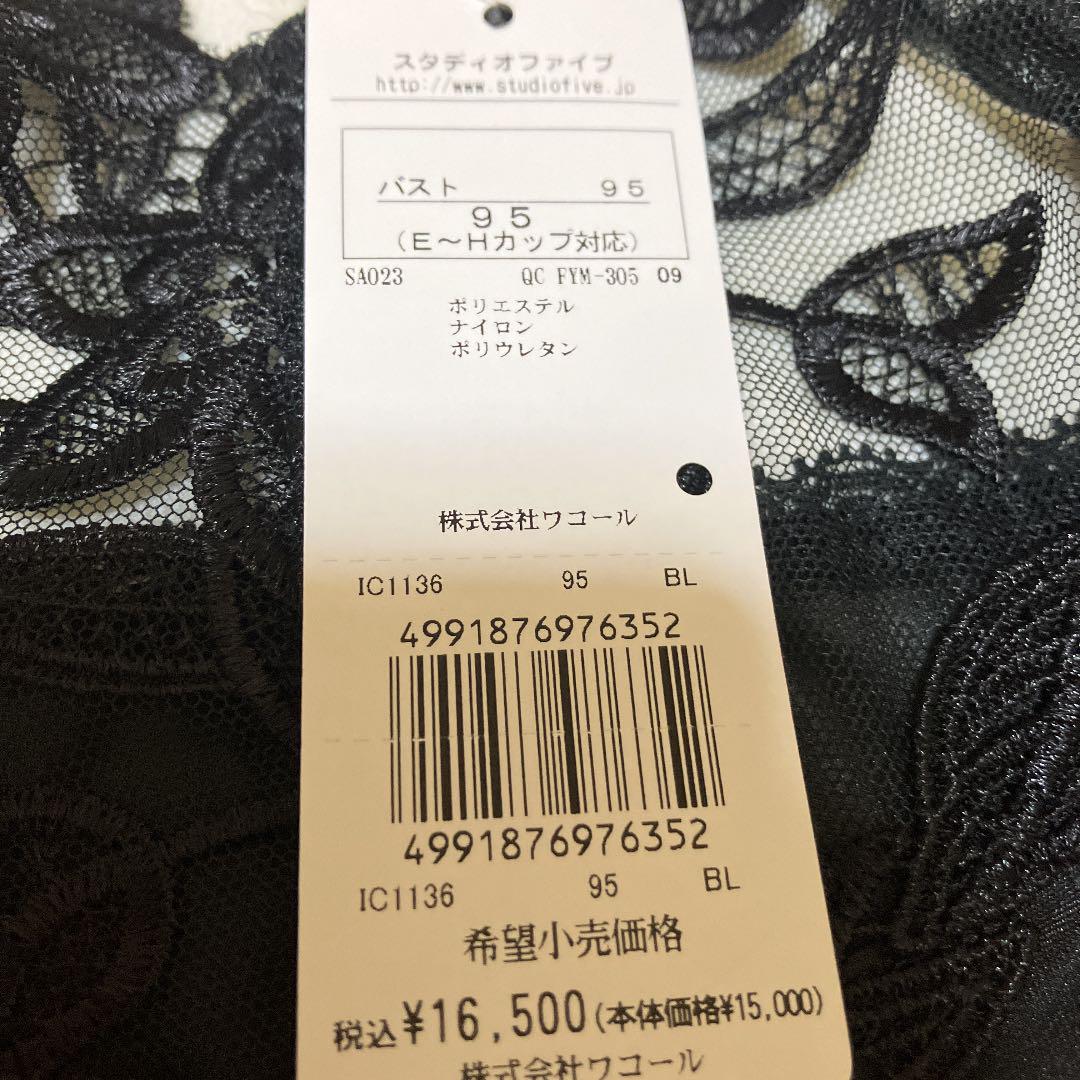 スタディオファイブ
http://www.studiofive.jp
バスト 95
95
(E～Hカップ対応)
SA023 QC FYM-305 09
ポリエステル
ナイロン
ポリウレタン
株式会社ワコール
IC1136 95 BL
4991876976352
4991876976352
IC1136 95 BL
希望小売価格
税込¥16,500(本体価格¥15,000)
株式会社ワコール